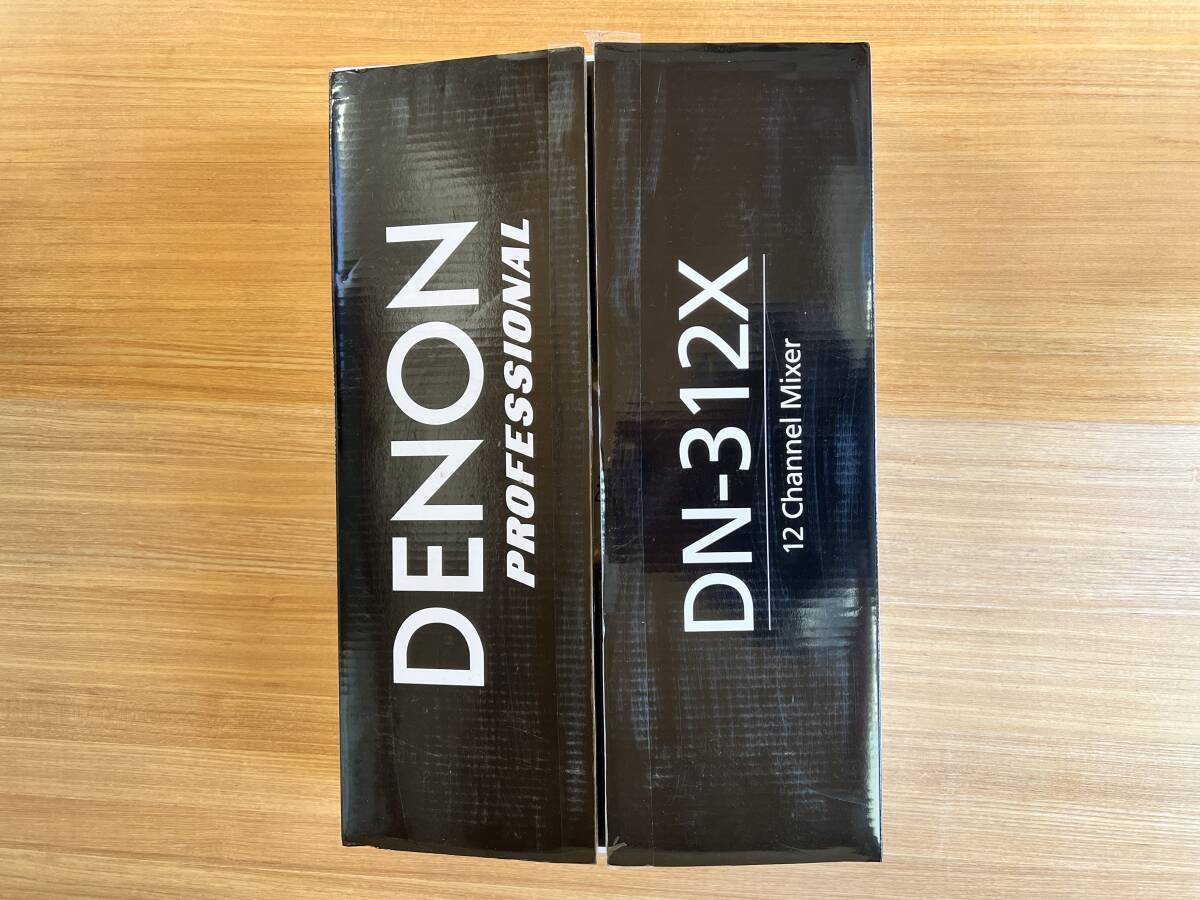 DENON
PROFESSIONAL
DN-312X
12 Channel Mixer